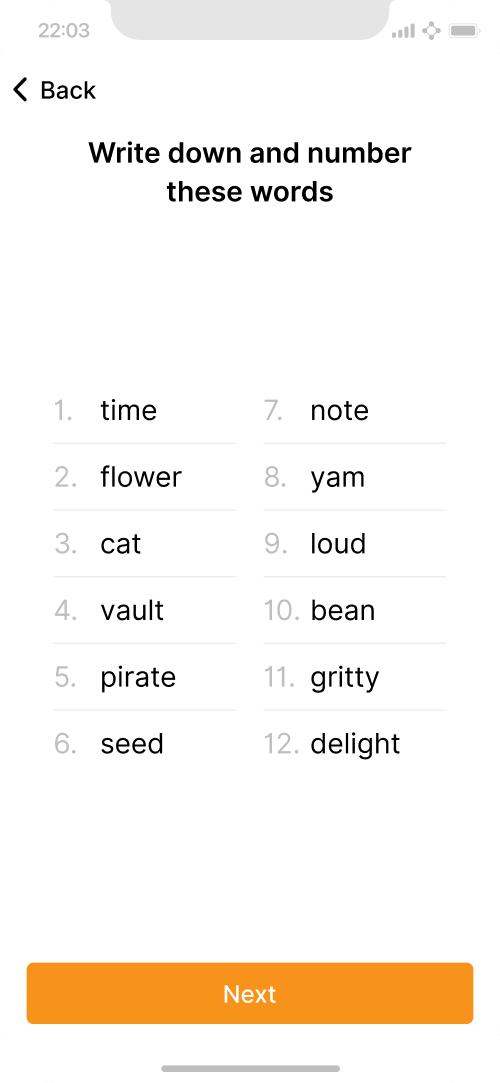 22:03
Back
Write down and number
these words
1. time
2. flower
3. cat
4. vault
5. pirate
6. seed
7. note
8. yam
9. loud
10. bean
11. gritty
12. delight
Next